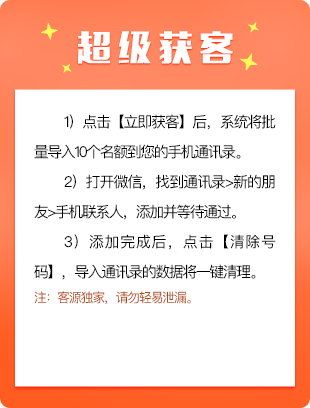 超级获客
1）点击【立即获客】后，系统将批
量导入10个名额到您的手机通讯录。
2）打开微信，找到通讯录>新的朋
友>手机联系人，添加并等待通过。
3）添加完成后，点击【清除号
码】，导入通讯录的数据将一键清理。
注：客源独家，请勿轻易泄漏。